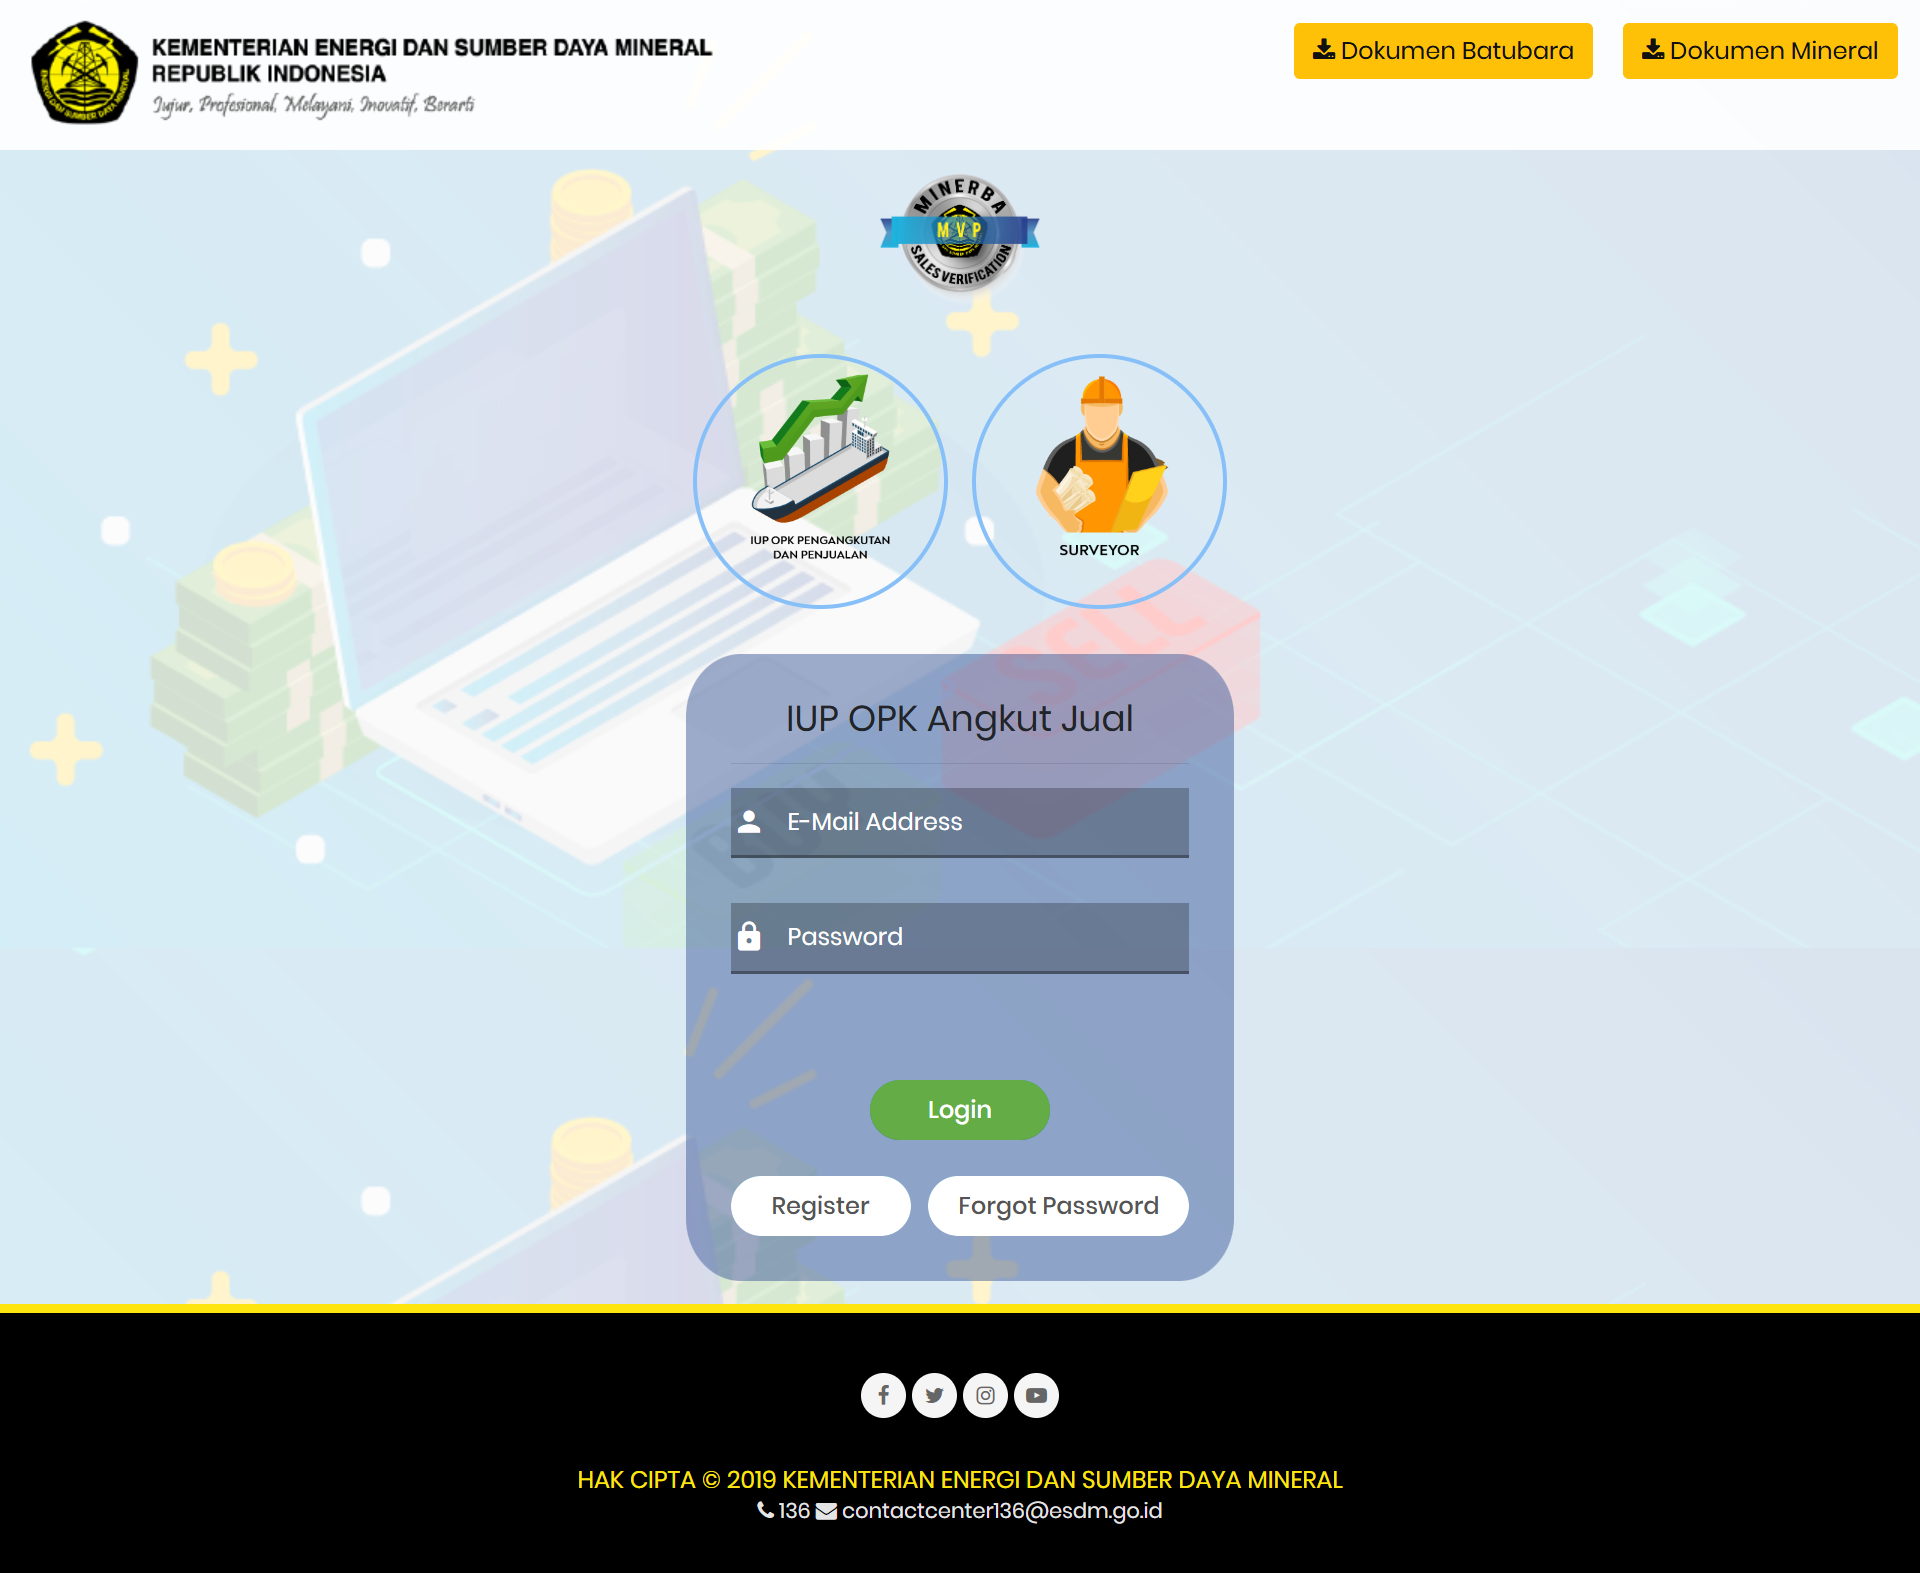 KEMENTERIAN ENERGI DAN SUMBER DAYA MINERAL
REPUBLIK INDONESIA
Jujur, Profesional, Melayani, Inovatif, Berarti
Dokumen Batubara
Dokumen Mineral
MINERBA
MVP
SALES VERIFICATION
IUP OPK PENGANGKUTAN
DAN PENJUALAN
SURVEYOR
SELL
IUP OPK Angkut Jual
E-Mail Address
BUY
Password
Login
Register
Forgot Password
HAK CIPTA © 2019 KEMENTERIAN ENERGI DAN SUMBER DAYA MINERAL
136 contactcenter136@esdm.go.id